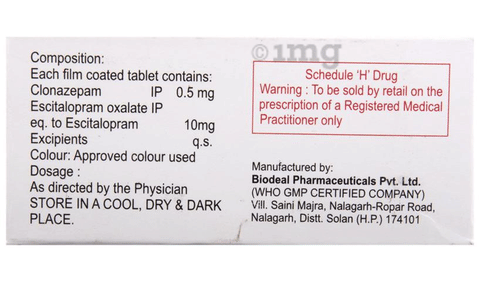 1mg
Composition:
Each film coated tablet contains:
Clonazepam IP 0.5 mg
Escitalopram oxalate IP
eq. to Escitalopram 10mg
Excipients q.s.
Colour: Approved colour used
Dosage :
As directed by the Physician
STORE IN A COOL, DRY & DARK
PLACE.
Schedule 'H' Drug
Warning : To be sold by retail on the
prescription of a Registered Medical
Practitioner only
Manufactured by:
Biodeal Pharmaceuticals Pvt. Ltd.
(WHO GMP CERTIFIED COMPANY)
Vill. Saini Majra, Nalagarh-Ropar Road,
Nalagarh, Distt. Solan (H.P.) 174101